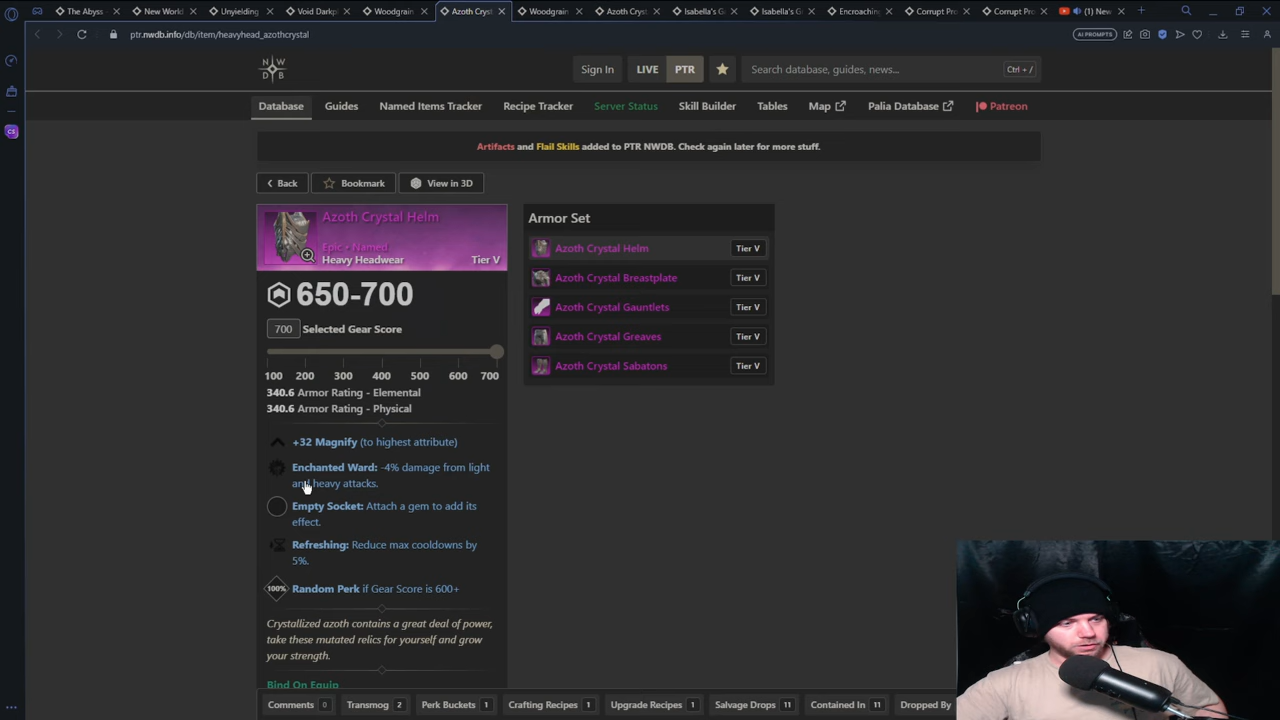 The Abyss
New World
Unyielding
Void Darkp
Woodgrain
Azoth Cryst
Woodgrain
Azoth Cryst
Isabella's G
Isabella's G
Encroachin
Corrupt Pro
Corrupt Pro
(1) New
ptr.nwdb.info/db/item/heavyhead_azothcrystal
AI PROMPTS
CS
NW
DB
Sign In
LIVE
PTR
Search database, guides, news...
Ctrl + /
Database
Guides
Named Items Tracker
Recipe Tracker
Server Status
Skill Builder
Tables
Map
Palia Database
Patreon
Artifacts and Flail Skills added to PTR NWDB. Check again later for more stuff.
Back
Bookmark
View in 3D
Azoth Crystal Helm
Epic • Named
Heavy Headwear
Tier V
650-700
700 Selected Gear Score
100 200 300 400 500 600 700
340.6 Armor Rating - Elemental
340.6 Armor Rating - Physical
+32 Magnify (to highest attribute)
Enchanted Ward: -4% damage from light
and heavy attacks.
Empty Socket: Attach a gem to add its
effect.
Refreshing: Reduce max cooldowns by
5%.
100% Random Perk if Gear Score is 600+
Crystallized azoth contains a great deal of power,
take these mutated relics for yourself and grow
your strength.
Bind On Equip
Armor Set
Azoth Crystal Helm Tier V
Azoth Crystal Breastplate Tier V
Azoth Crystal Gauntlets Tier V
Azoth Crystal Greaves Tier V
Azoth Crystal Sabatons Tier V
Comments 0
Transmog 2
Perk Buckets 1
Crafting Recipes 1
Upgrade Recipes 1
Salvage Drops 11
Contained In 11
Dropped By